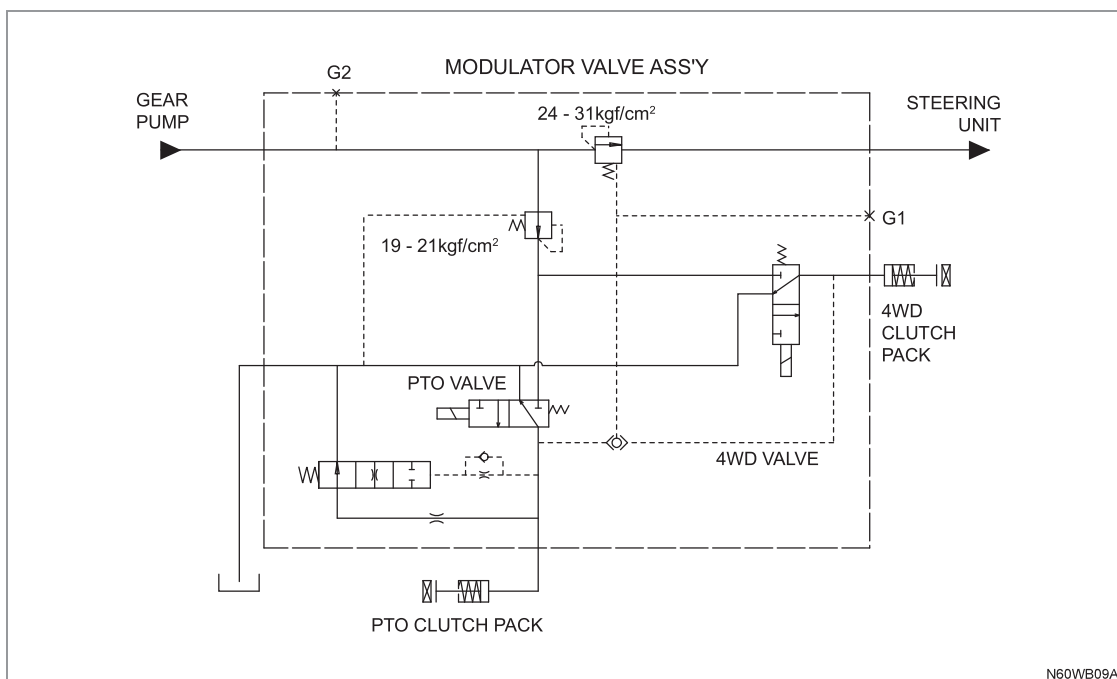 MODULATOR VALVE ASS'Y
G2
GEAR
PUMP
24 - 31kgf/cm²
STEERING
UNIT
G1
19 - 21kgf/cm²
4WD
CLUTCH
PACK
PTO VALVE
4WD VALVE
PTO CLUTCH PACK
N60WB09A